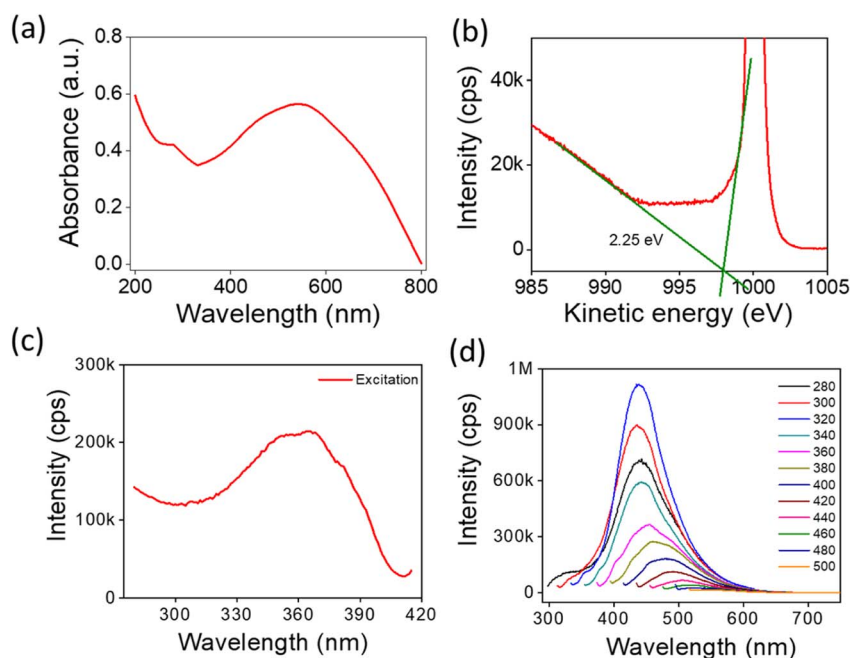 (a)
Absorbance (a.u.)
0.8
0.6
0.4
0.2
0.0
200 400 600 800
Wavelength (nm)
(b)
Intensity (cps)
40k
20k
0
2.25 eV
985 990 995 1000 1005
Kinetic energy (eV)
(c)
Intensity (cps)
300k
200k
100k
0
Excitation
300 330 360 390 420
Wavelength (nm)
(d)
Intensity (cps)
1M
900k
600k
300k
0
280
300
320
340
360
380
400
420
440
460
480
500
300 400 500 600 700
Wavelength (nm)